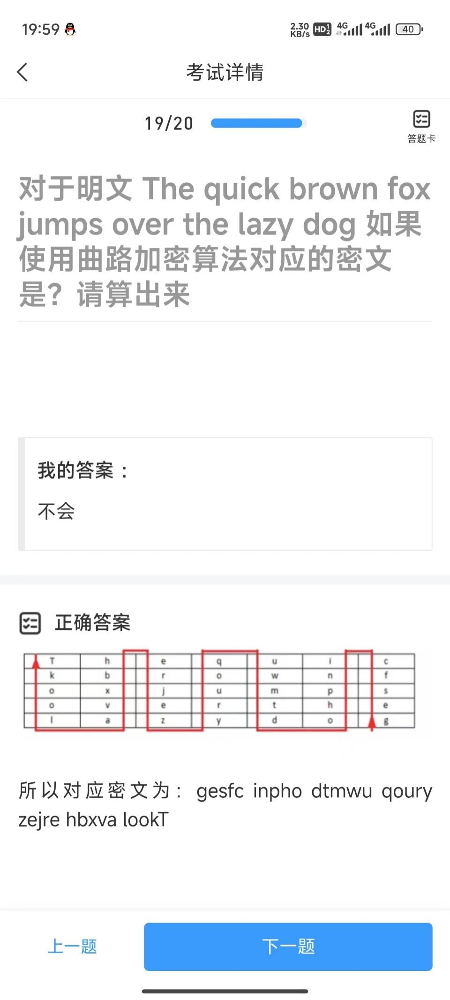 19:59
2.30 KB/s HD 1 2 4G 4G 40
考试详情
19/20
答题卡
对于明文 The quick brown fox
jumps over the lazy dog 如果
使用曲路加密算法对应的密文
是？请算出来
我的答案：
不会
正确答案
T h e q u i c
k b r o w n f
o x j u m p s
o v e r t h e
l a z y d o g
所以对应密文为：gesfc inpho dtmwu qoury
zejre hbxva lookT
上一题
下一题